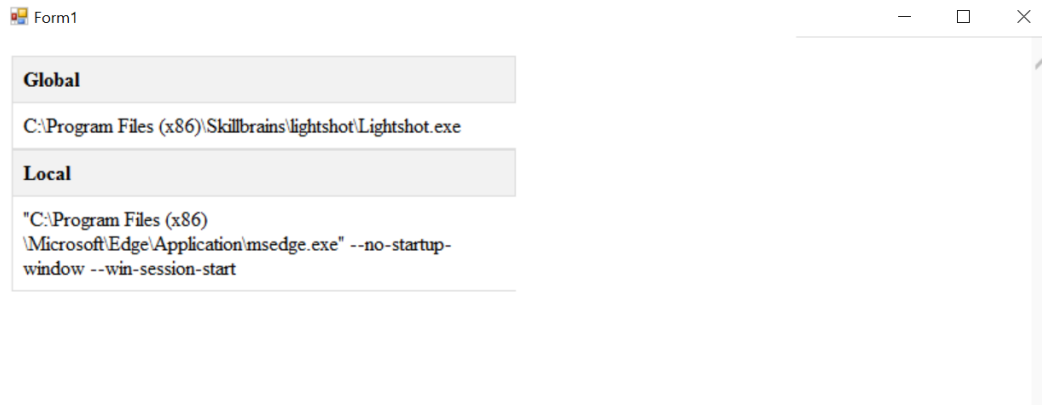 Form1
Global
C:\Program Files (x86)\Skillbrains\lightshot\Lightshot.exe
Local
"C:\Program Files (x86)
\Microsoft\Edge\Application\msedge.exe" --no-startup-
window --win-session-start